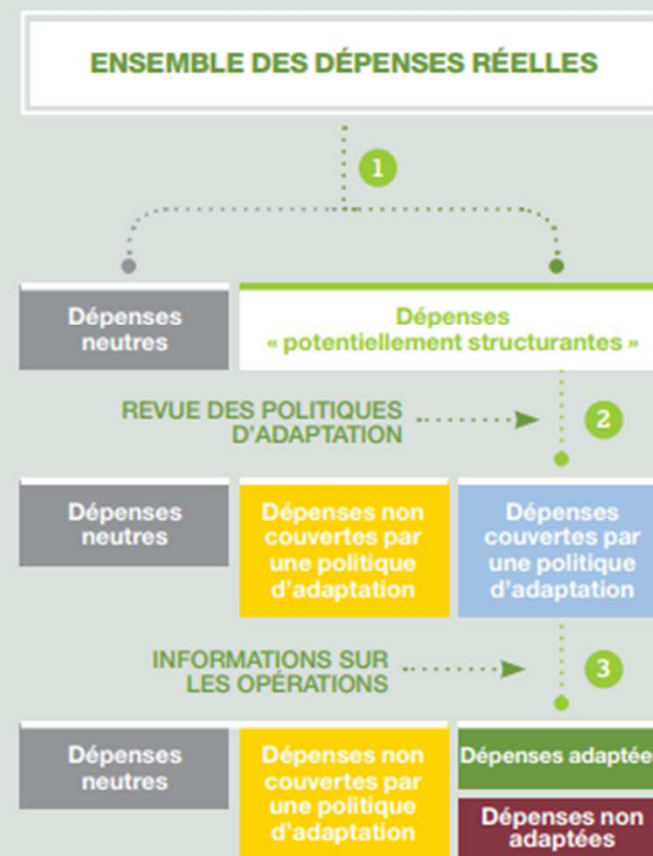 ENSEMBLE DES DÉPENSES RÉELLES
1
Dépenses
neutres
Dépenses
« potentiellement structurantes »
REVUE DES POLITIQUES
D'ADAPTATION
2
Dépenses
neutres
Dépenses non
couvertes par
une politique
d'adaptation
Dépenses
couvertes par
une politique
d'adaptation
INFORMATIONS SUR
LES OPÉRATIONS
3
Dépenses
neutres
Dépenses non
couvertes par
une politique
d'adaptation
Dépenses adaptée
Dépenses non
adaptées